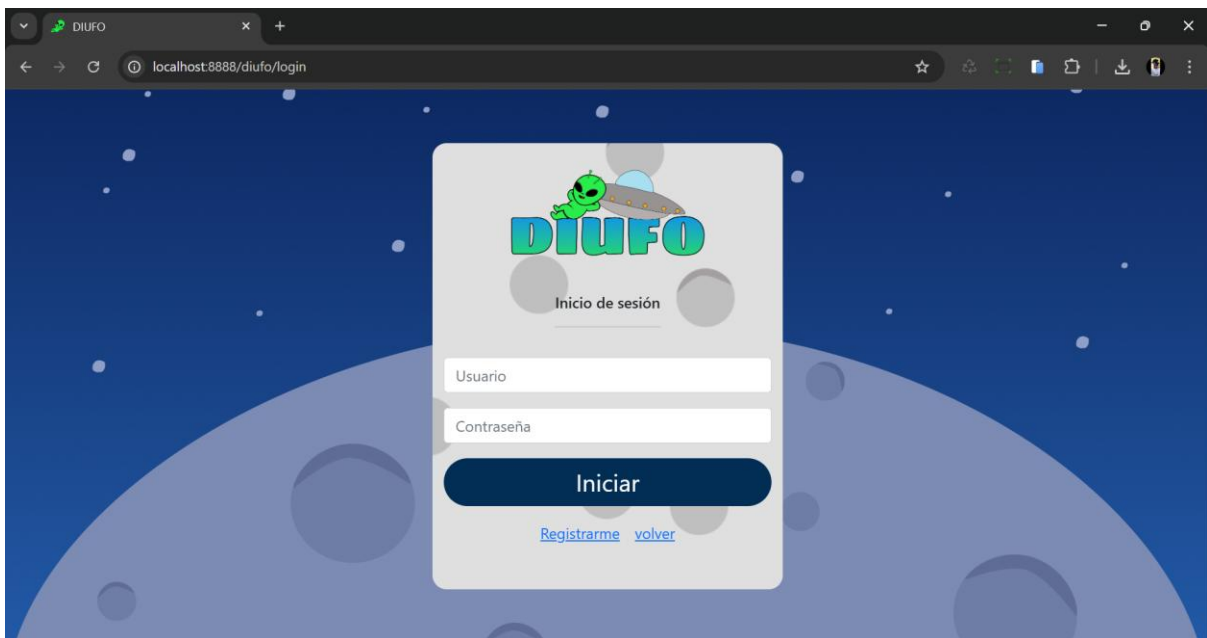 DIUFO
localhost:8888/diufo/login
DIUFO
Inicio de sesión
Usuario
Contraseña
Iniciar
Registrarme volver